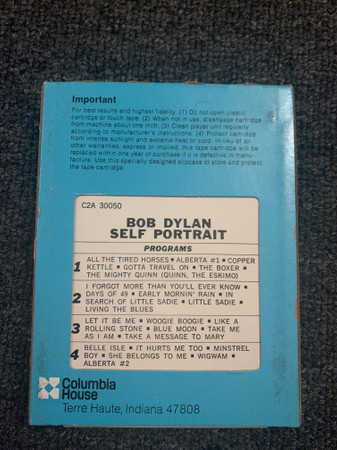 Important
For best results and highest fidelity: (1) Do not open plastic
cartridge or touch tape. (2) When not in use, disengage cartridge
from machine about one inch. (3) Clean player unit regularly
according to manufacturer's instructions. (4) Protect cartridge
from intense sunlight and extreme heat or cold. In lieu of all
other warranties, express or implied, this tape cartridge will be
replaced within one year of purchase if it is defective in manu-
facture. Use this specially designed slipcase to store and protect
the tape cartridge.
C2A 30050
BOB DYLAN
SELF PORTRAIT
PROGRAMS
1 ALL THE TIRED HORSES ▪ ALBERTA #1 ▪ COPPER
KETTLE ▪ GOTTA TRAVEL ON ▪ THE BOXER ▪
THE MIGHTY QUINN (QUINN, THE ESKIMO)
2 I FORGOT MORE THAN YOU'LL EVER KNOW ▪
DAYS OF 49 ▪ EARLY MORNIN' RAIN ▪ IN
SEARCH OF LITTLE SADIE ▪ LITTLE SADIE
LIVING THE BLUES
3 LET IT BE ME ▪ WOOGIE BOOGIE ▪ LIKE A
ROLLING STONE ▪ BLUE MOON ▪ TAKE ME
AS I AM ▪ TAKE A MESSAGE TO MARY
4 BELLE ISLE ▪ IT HURTS ME TOO ▪ MINSTREL
BOY ▪ SHE BELONGS TO ME ▪ WIGWAM ▪
ALBERTA #2
Columbia
House
Terre Haute, Indiana 47808